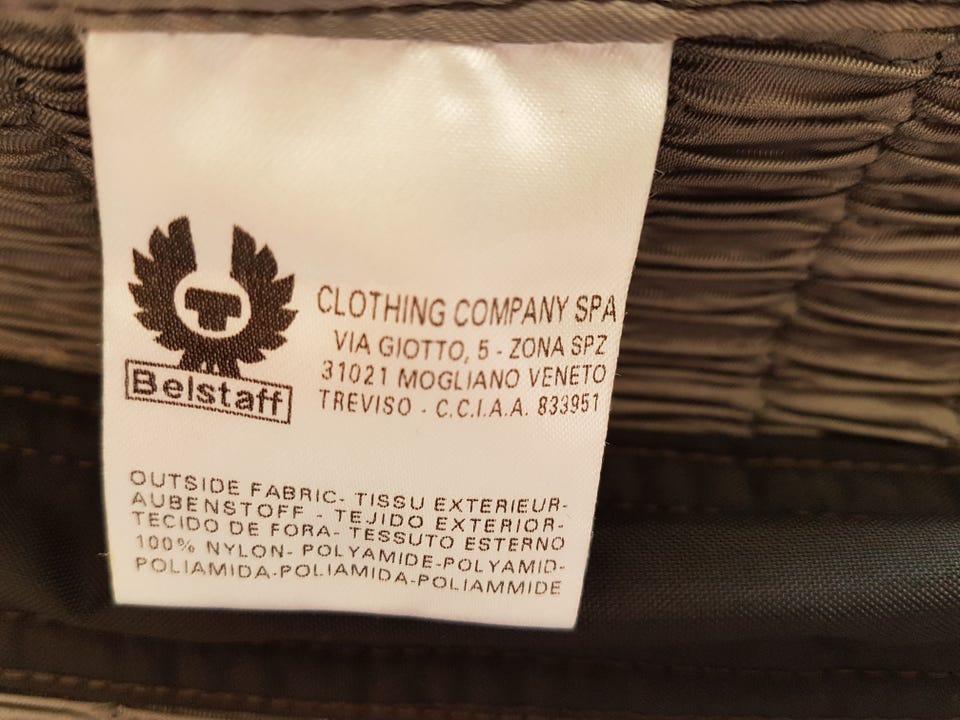 Belstaff
CLOTHING COMPANY SPA
VIA GIOTTO, 5 - ZONA SPZ
31021 MOGLIANO VENETO
TREVISO - C.C.I.A.A. 833951
OUTSIDE FABRIC- TISSU EXTERIEUR-
AUBENSTOFF - TEJIDO EXTERIOR-
TECIDO DE FORA- TESSUTO ESTERNO
100% NYLON- POLYAMIDE-POLYAMID-
POLIAMIDA-POLIAMIDA-POLIAMMIDE